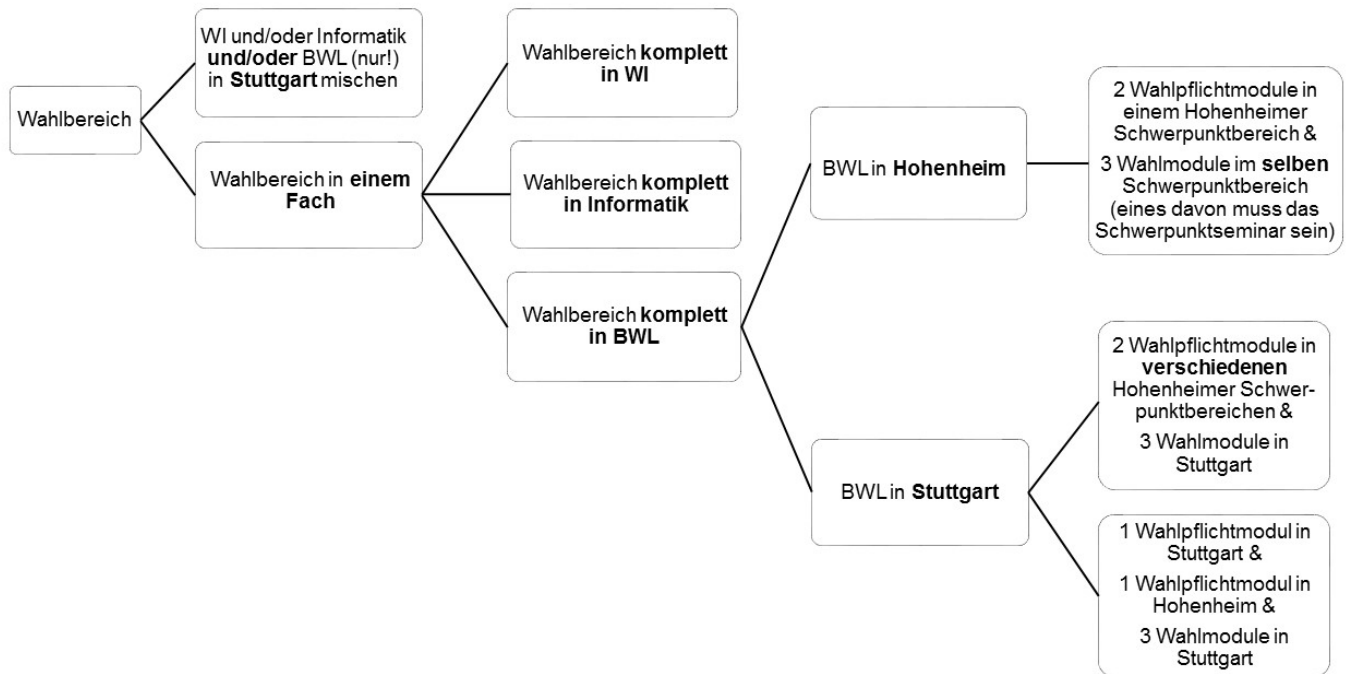 Wahlbereich
WI und/oder Informatik
und/oder BWL (nur!)
in Stuttgart mischen
Wahlbereich in einem
Fach
Wahlbereich komplett
in WI
Wahlbereich komplett
in Informatik
Wahlbereich komplett
in BWL
BWL in Hohenheim
2 Wahlpflichtmodule in
einem Hohenheimer
Schwerpunktbereich &
3 Wahlmodule im selben
Schwerpunktbereich
(eines davon muss das
Schwerpunktseminar sein)
BWL in Stuttgart
2 Wahlpflichtmodule in
verschiedenen
Hohenheimer Schwer-
punktbereichen &
3 Wahlmodule in
Stuttgart
1 Wahlpflichtmodul in
Stuttgart &
1 Wahlpflichtmodul in
Hohenheim &
3 Wahlmodule in
Stuttgart